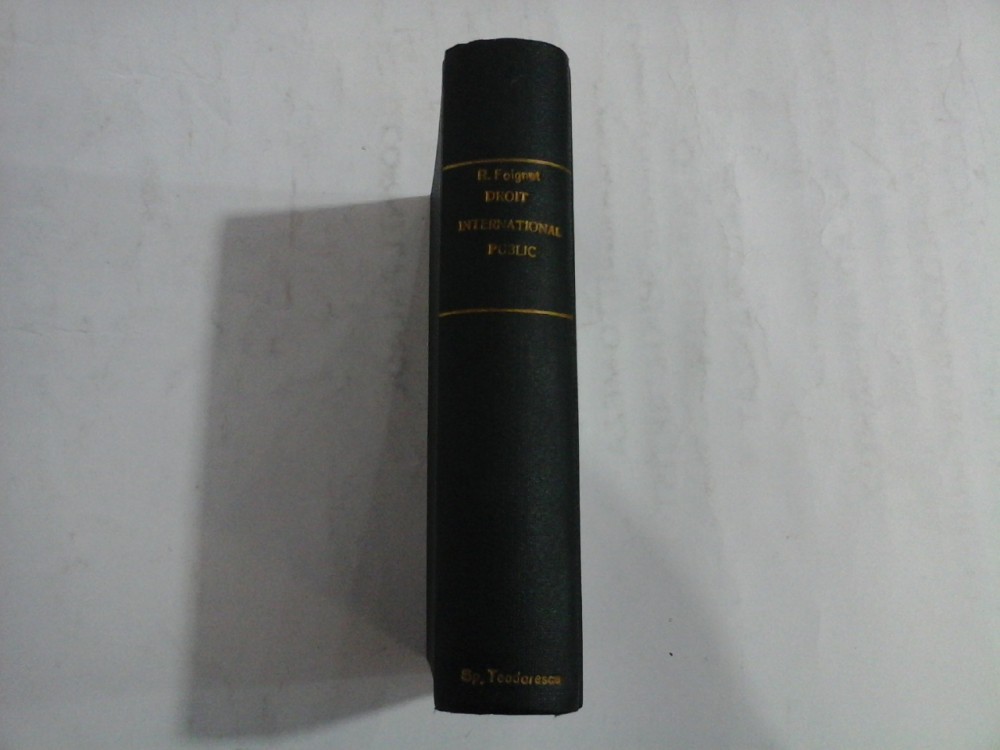 R. Foignet
DROIT
INTERNATIONAL
PUBLIC
Sp. Teodorescu